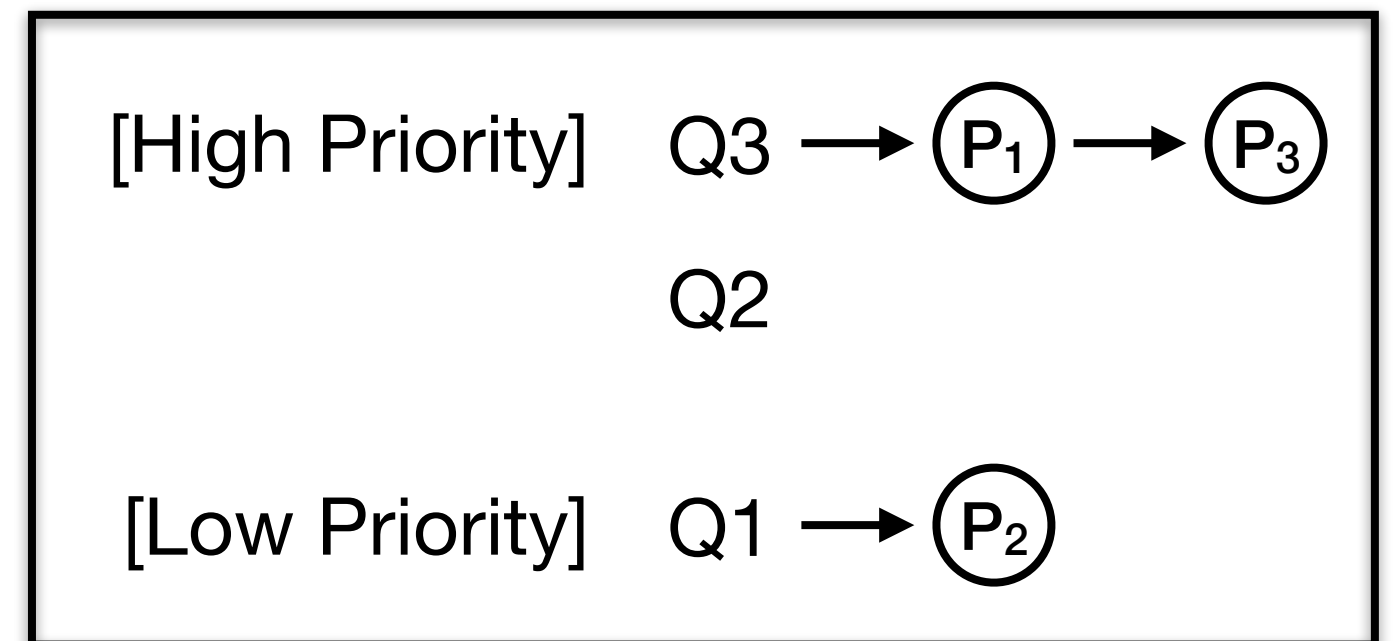 [High Priority] Q3 P₁ P₃
Q2
[Low Priority] Q1 P₂